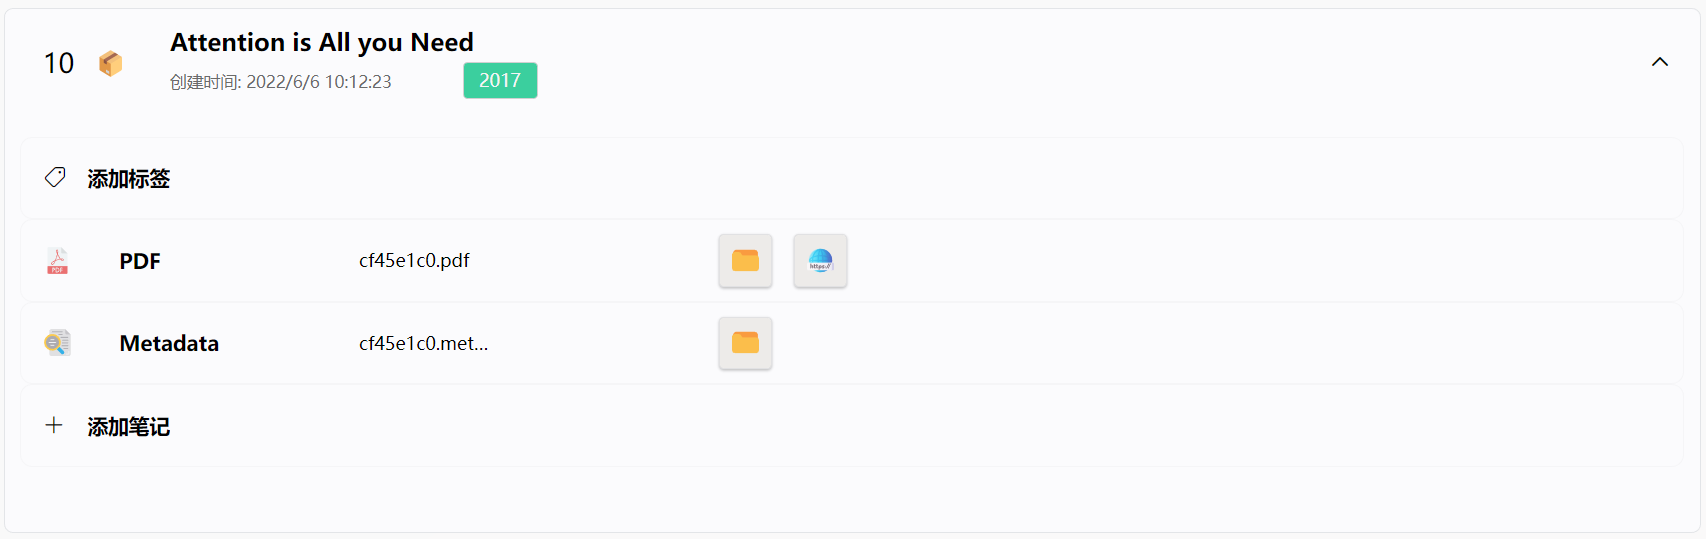 10
Attention is All you Need
创建时间: 2022/6/6 10:12:23
2017
添加标签
PDF
PDF
cf45e1c0.pdf
https://
Metadata
cf45e1c0.met...
添加笔记